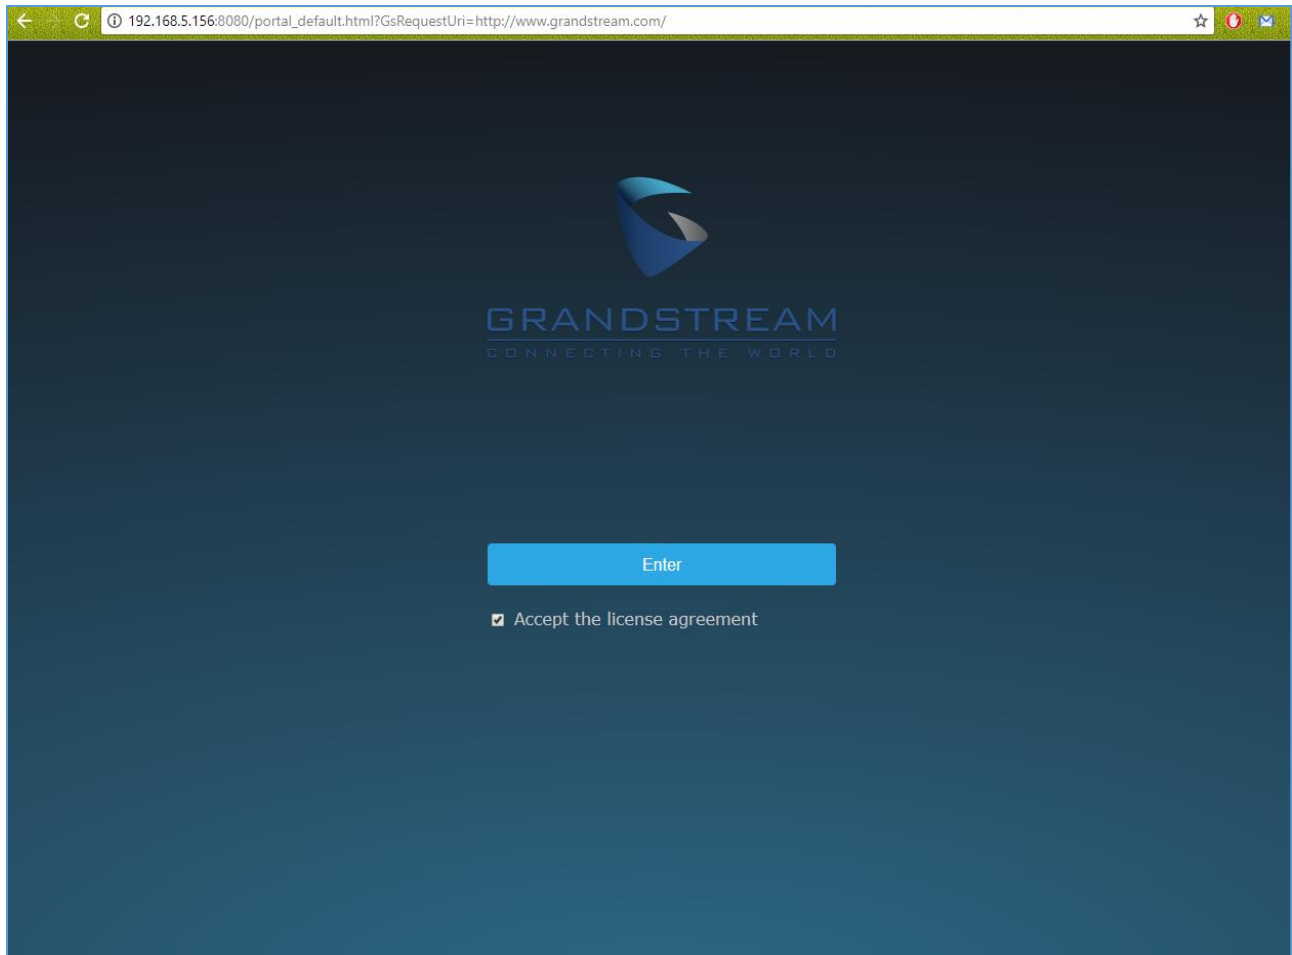 192.168.5.156:8080/portal_default.html?GsRequestUri=http://www.grandstream.com/
GRANDSTREAM
CONNECTING THE WORLD
Enter
Accept the license agreement